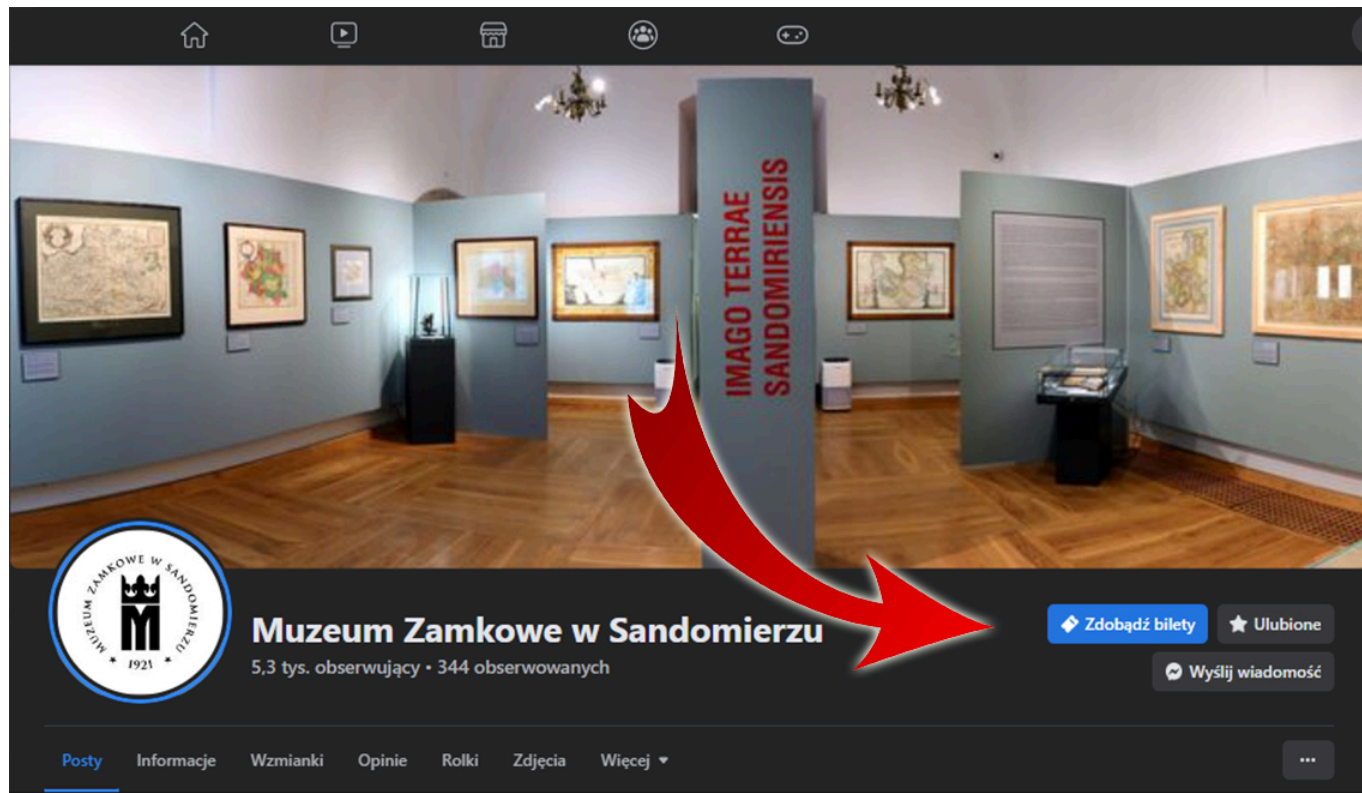 IMAGO TERRAE
SANDOMIRIENSIS
MUZEUM ZAMKOWE W SANDOMIERZU
* 1921 *
Muzeum Zamkowe w Sandomierzu
5,3 tys. obserwujący • 344 obserwowanych
Zdobądź bilety
Ulubione
Wyślij wiadomość
Posty Informacje Wzmianki Opinie Rolki Zdjęcia Więcej